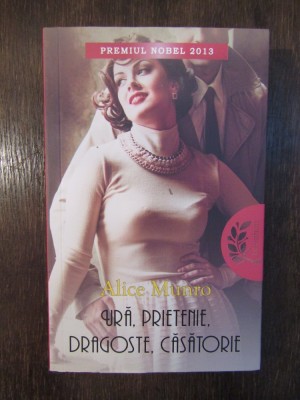 PREMIUL NOBEL 2013
Alice Munro
URĂ, PRIETENIE,
DRAGOSTE, CĂSĂTORIE